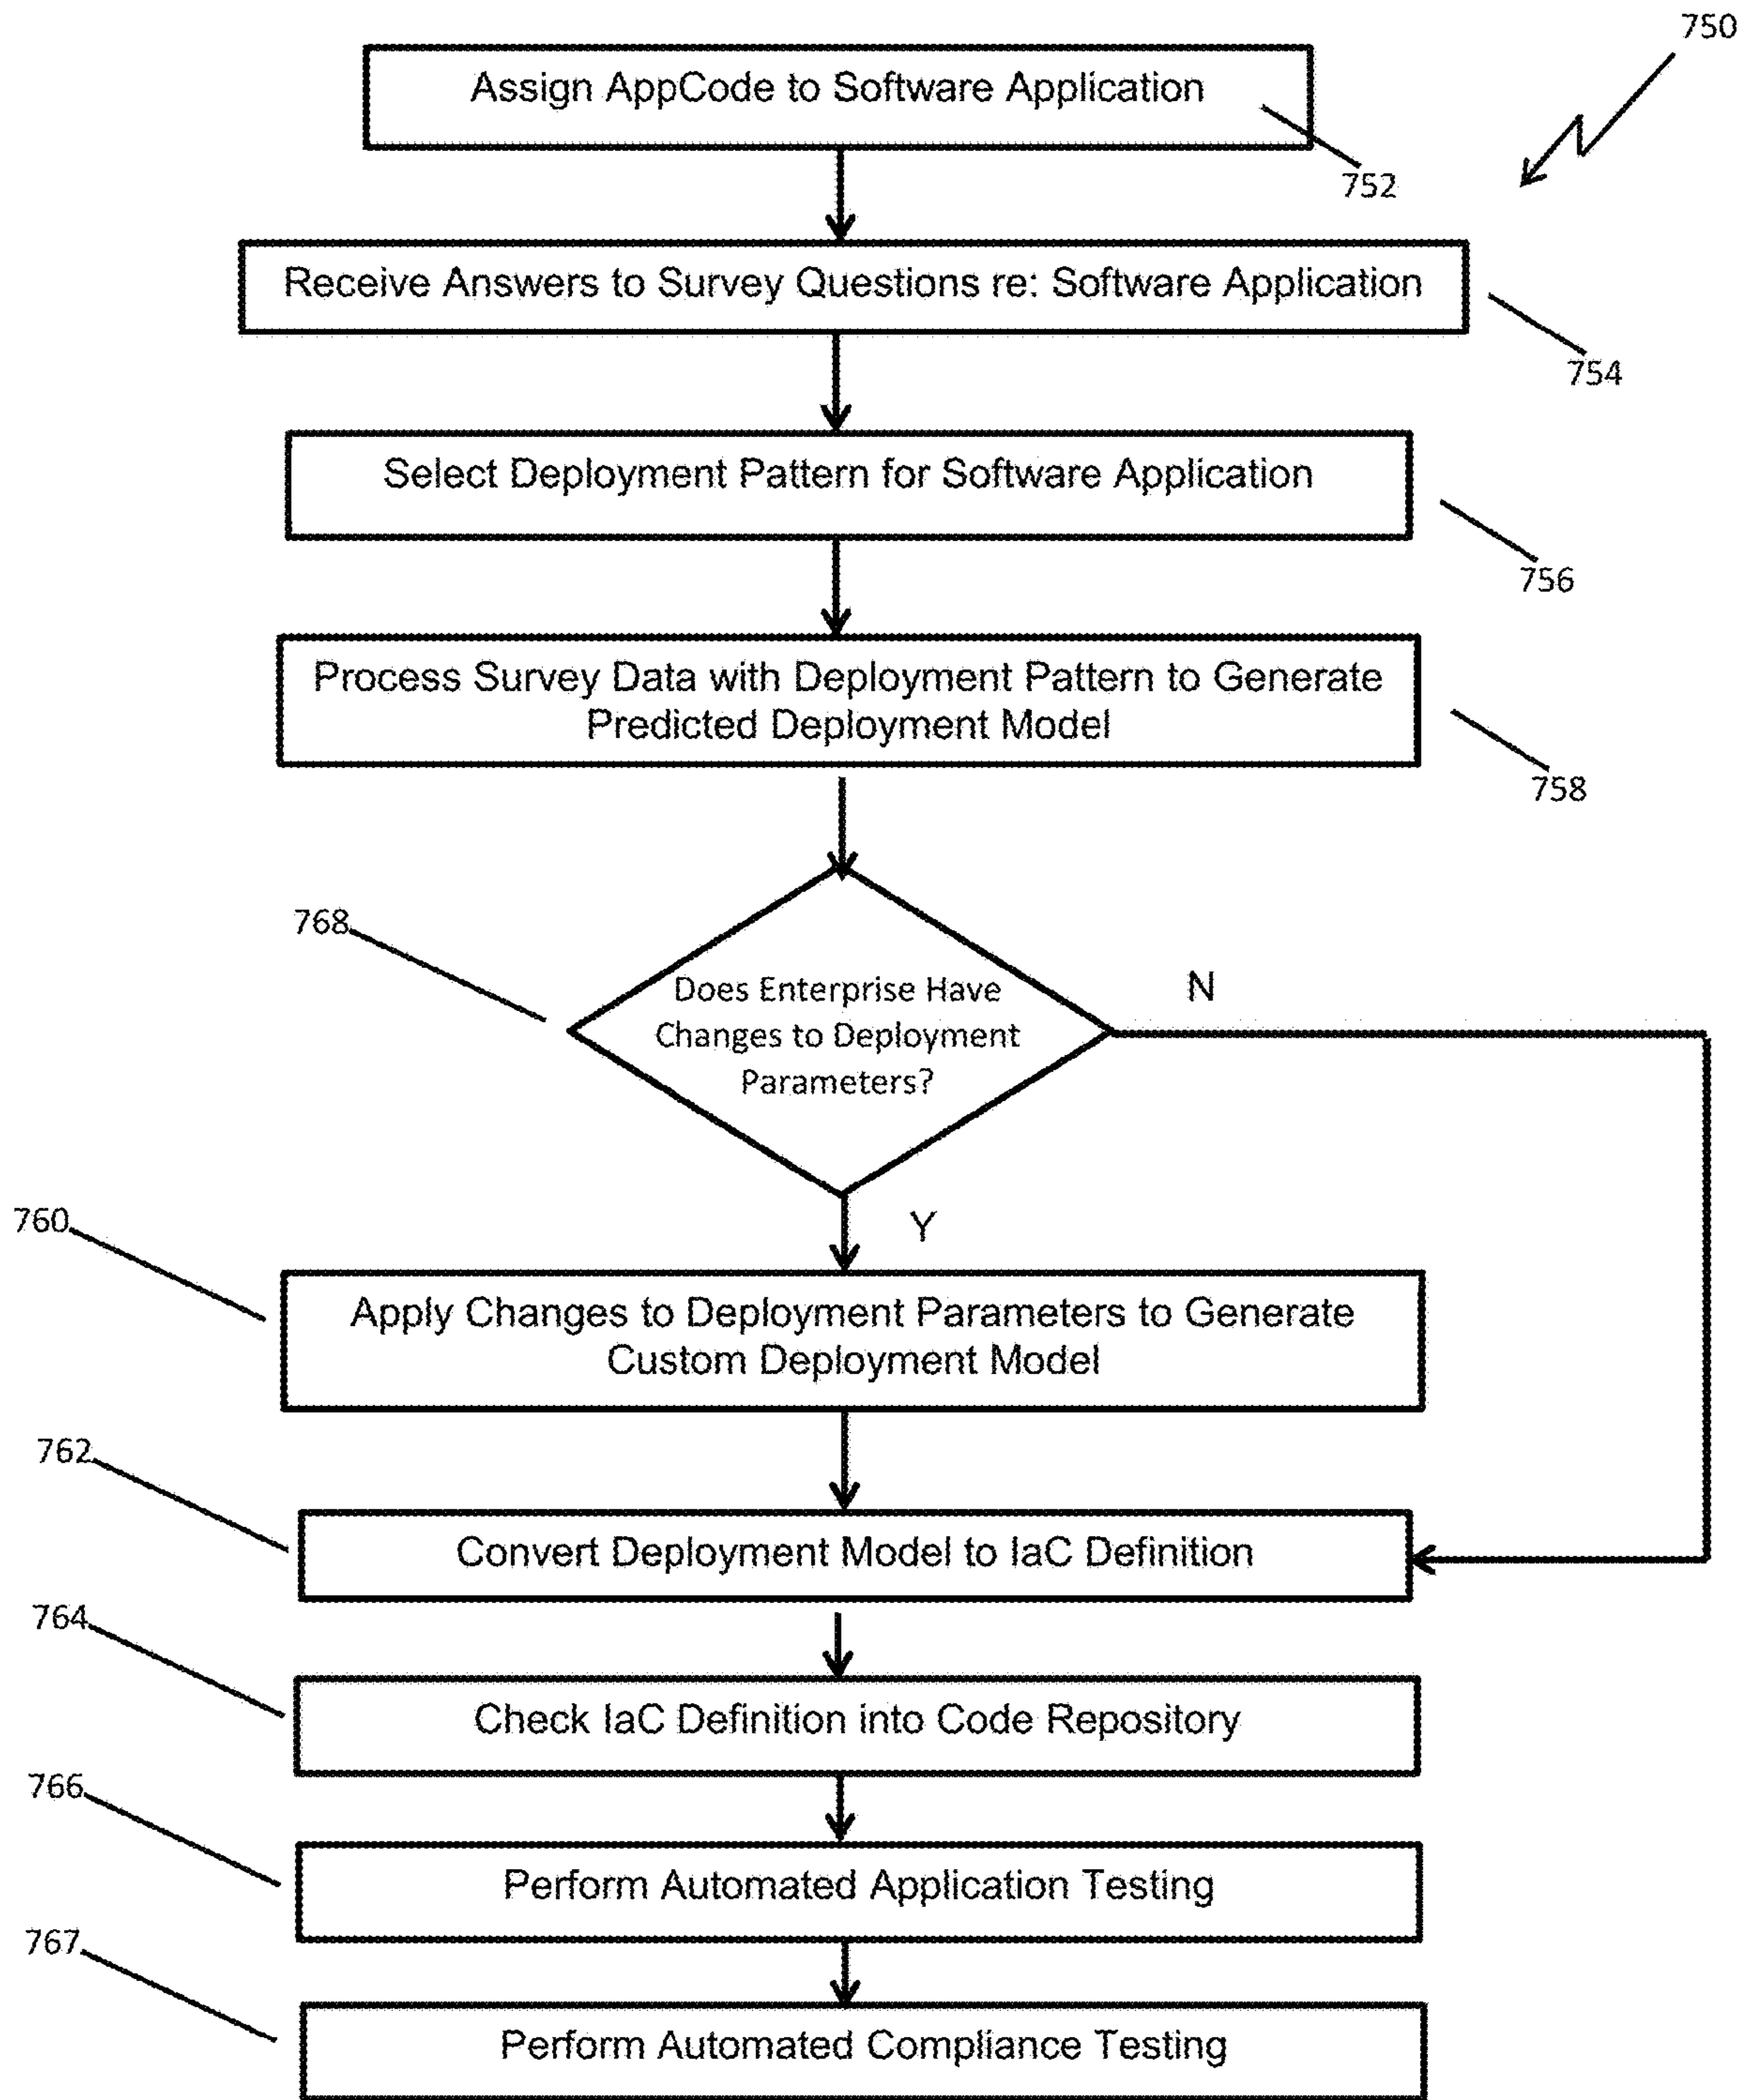 750
Assign AppCode to Software Application
752
Receive Answers to Survey Questions re: Software Application
754
Select Deployment Pattern for Software Application
756
Process Survey Data with Deployment Pattern to Generate
Predicted Deployment Model
758
768
Does Enterprise Have
Changes to Deployment
Parameters?
N
Y
760
Apply Changes to Deployment Parameters to Generate
Custom Deployment Model
762
Convert Deployment Model to IaC Definition
764
Check IaC Definition into Code Repository
766
Perform Automated Application Testing
767
Perform Automated Compliance Testing